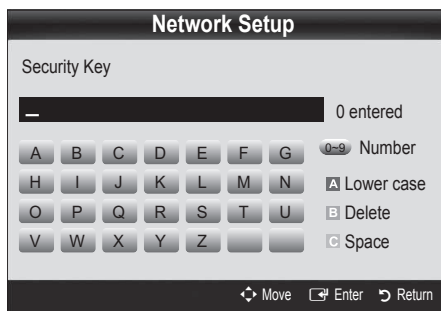 Network Setup
Security Key
_ 0 entered
A B C D E F G 0~9 Number
H I J K L M N A Lower case
O P Q R S T U B Delete
V W X Y Z C Space
Move Enter Return